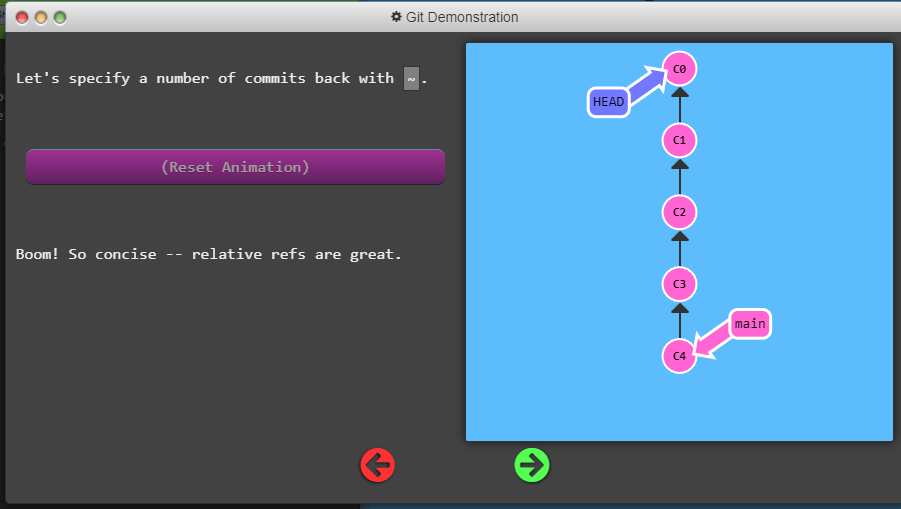 Git Demonstration
Let's specify a number of commits back with ~.
(Reset Animation)
Boom! So concise -- relative refs are great.
C0
HEAD
C1
C2
C3
main
C4